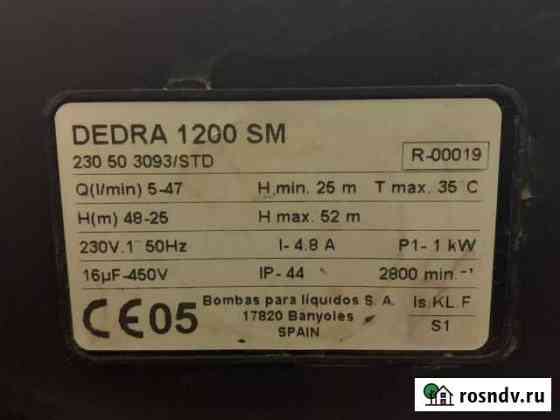 DEDRA 1200 SM
230 50 3093/STD
R-00019
Q(l/min) 5-47 H min. 25 m T max. 35 C
H(m) 48-25 H max. 52 m
230V.1~ 50Hz I- 4.8 A P1- 1 kW
16µF-450V IP-44 2800 min.-¹
CE05 Bombas para líquidos S. A. Is.KL.F
17820 Banyoles S1
SPAIN
rosndv.ru